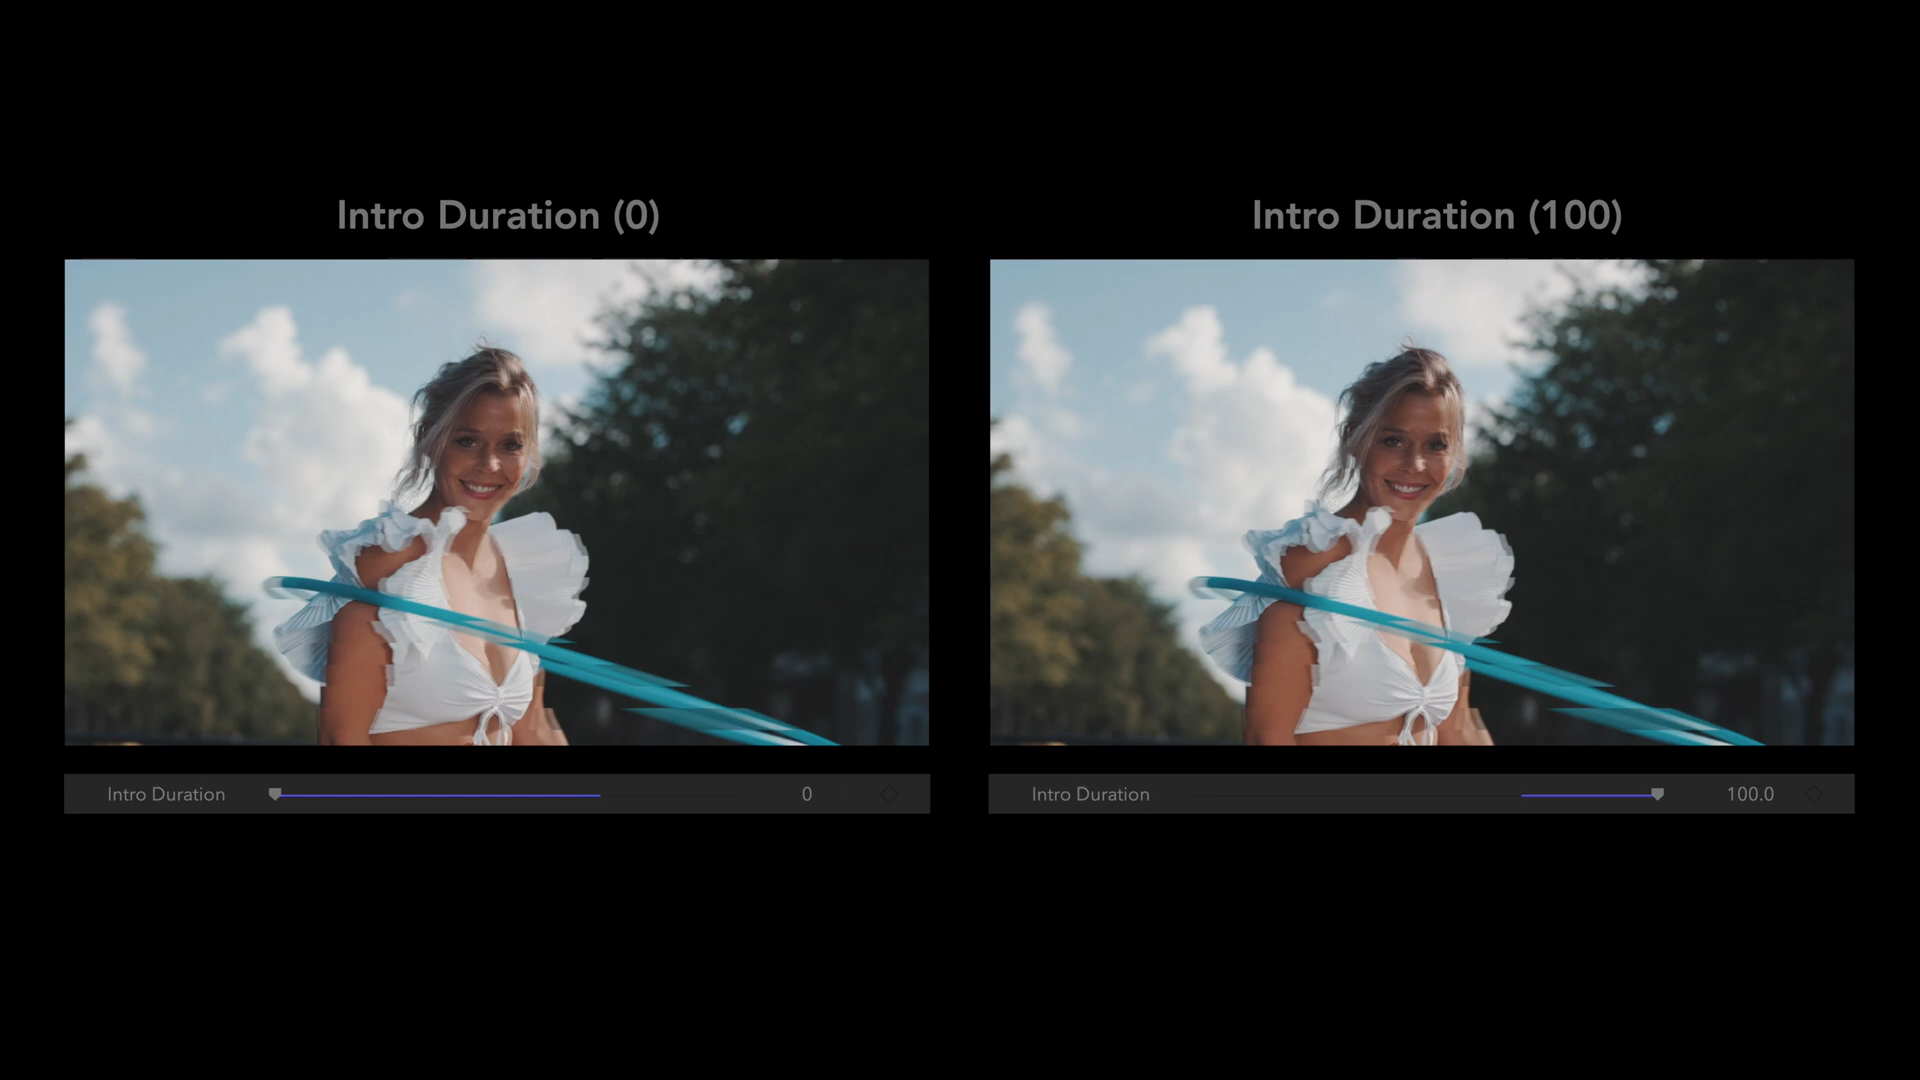 Intro Duration (0)
Intro Duration (100)
Intro Duration 0
Intro Duration 100.0